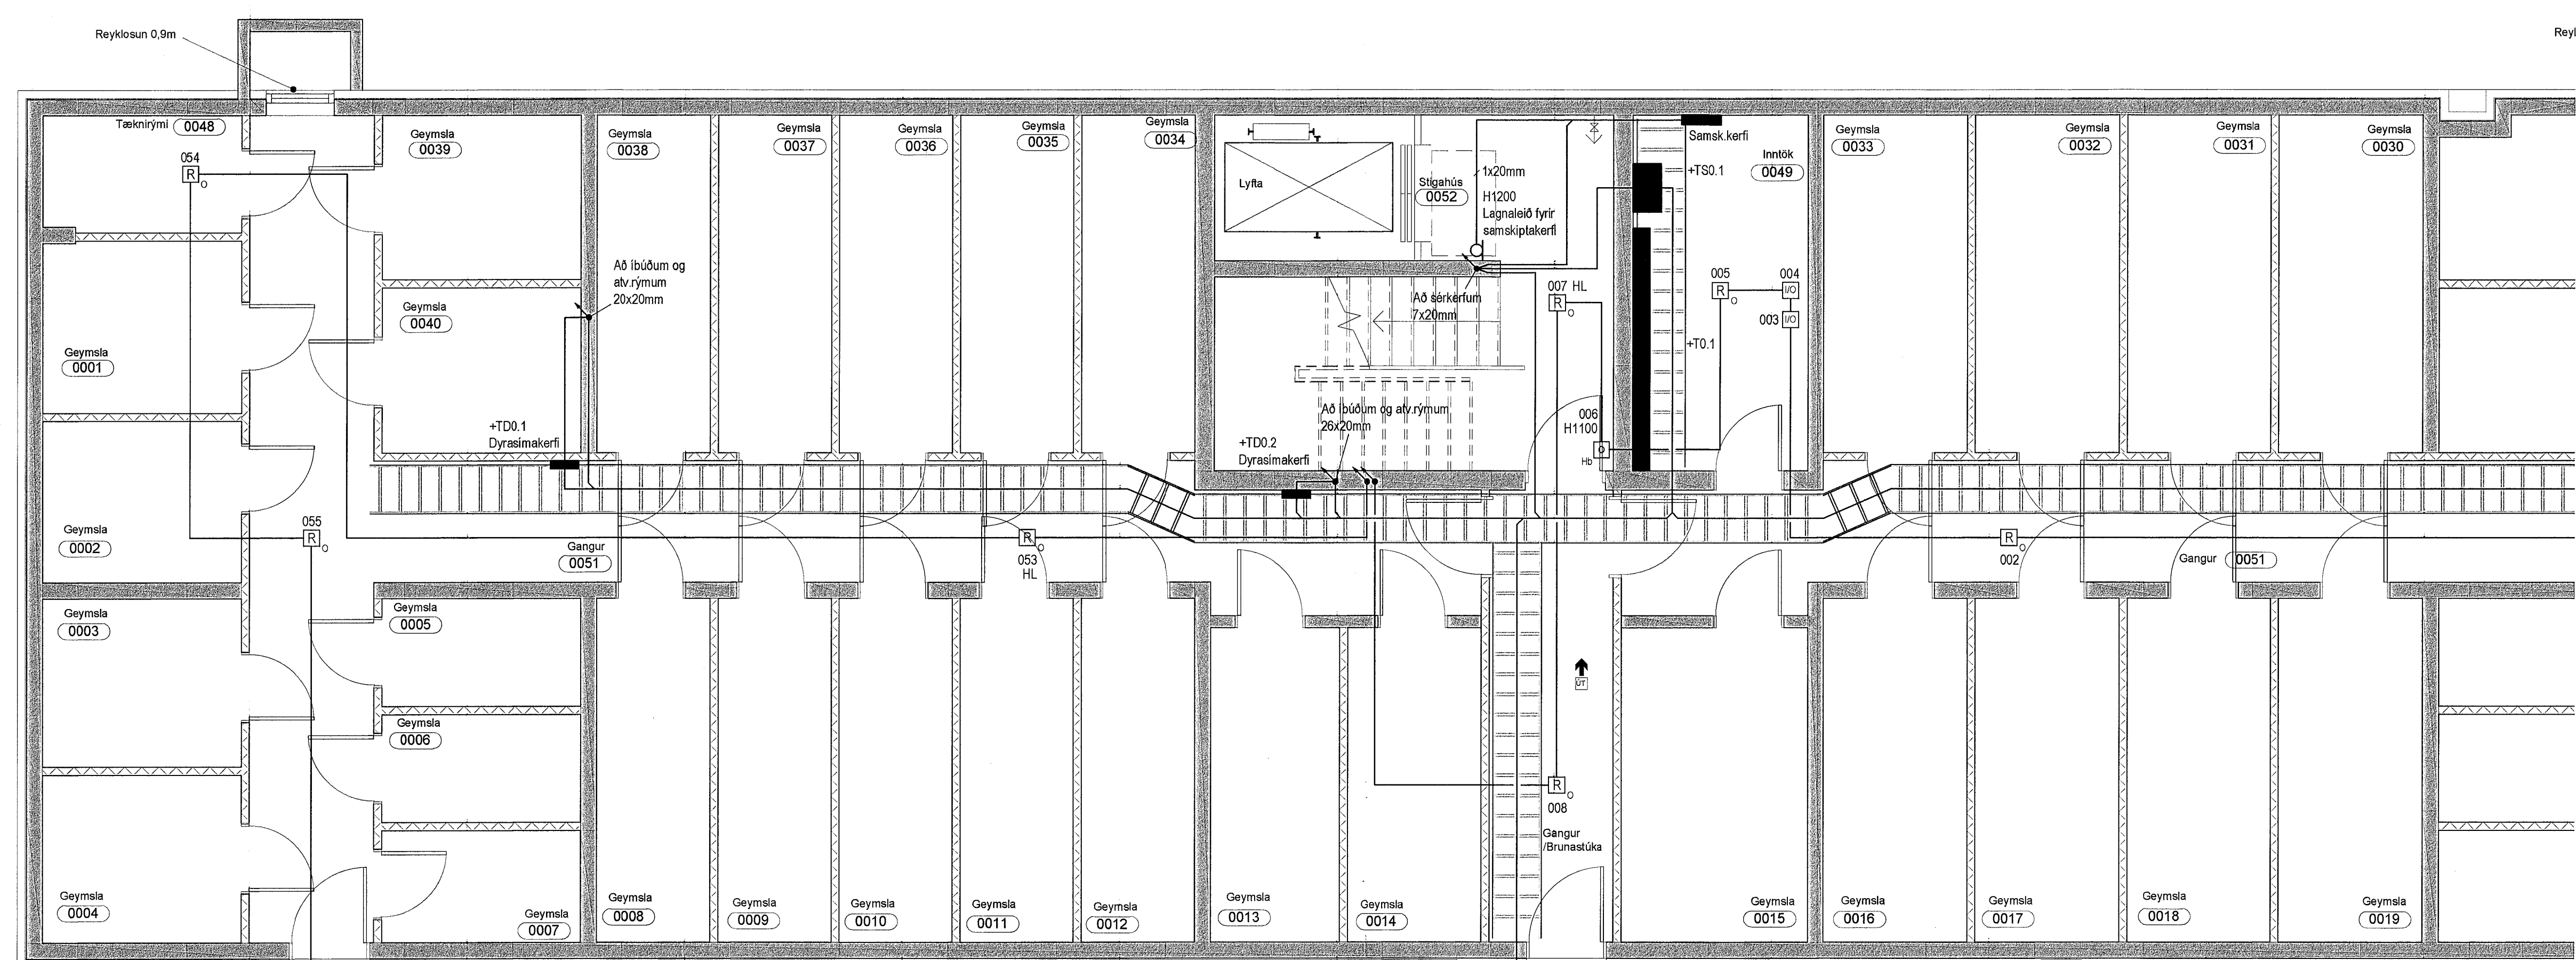 Reyklosun 0,9m
Reyl
Tæknirými
0048
Geymsla
0039
Geymsla
0038
Geymsla
0037
Geymsla
0036
Geymsla
0035
Geymsla
0034
Samsk.kerfi
Inntök
0049
+TS0.1
Geymsla
0033
Geymsla
0032
Geymsla
0031
Geymsla
0030
054
R
O
Lyfta
Stigahús
0052
1x20mm
H1200
Lagnaleið fyrir
samskiptakerfi
Að íbúðum og
atv.rýmum
20x20mm
Geymsla
0040
Að sérkerfum
7x20mm
007 HL
R
O
005
R
O
004
I/O
003
I/O
+T0.1
Geymsla
0001
+TD0.1
Dyrasímakerfi
Að íbúðum og atv.rýmum
26x20mm
+TD0.2
Dyrasímakerfi
006
H1100
Hb
Geymsla
0002
055
R
O
Gangur
0051
R
O
053
HL
R
O
002
Gangur
0051
Geymsla
0003
Geymsla
0005
Geymsla
0006
ÚT
R
O
008
Gangur
/Brunastúka
Geymsla
0004
Geymsla
0007
Geymsla
0008
Geymsla
0009
Geymsla
0010
Geymsla
0011
Geymsla
0012
Geymsla
0013
Geymsla
0014
Geymsla
0015
Geymsla
0016
Geymsla
0017
Geymsla
0018
Geymsla
0019